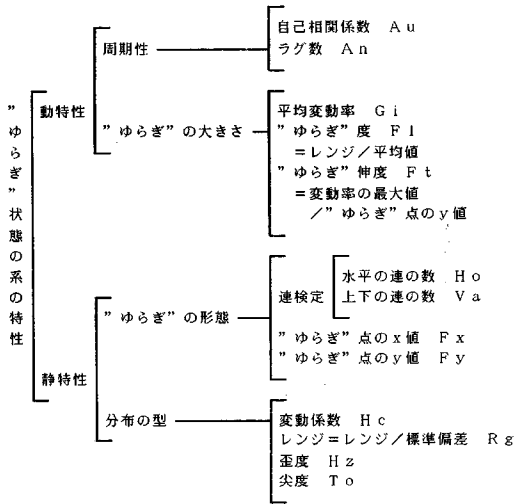 ”ゆらぎ”状態の系の特性
動特性
周期性
自己相関係数 Au
ラグ数 An
”ゆらぎ”の大きさ
平均変動率 Gi
”ゆらぎ”度 Fl
=レンジ/平均値
”ゆらぎ”伸度 Ft
=変動率の最大値
/”ゆらぎ”点のy値
静特性
”ゆらぎ”の形態
連検定
水平の連の数 Ho
上下の連の数 Va
”ゆらぎ”点のx値 Fx
”ゆらぎ”点のy値 Fy
分布の型
変動係数 Hc
レンジ=レンジ/標準偏差 Rg
歪度 Hz
尖度 To